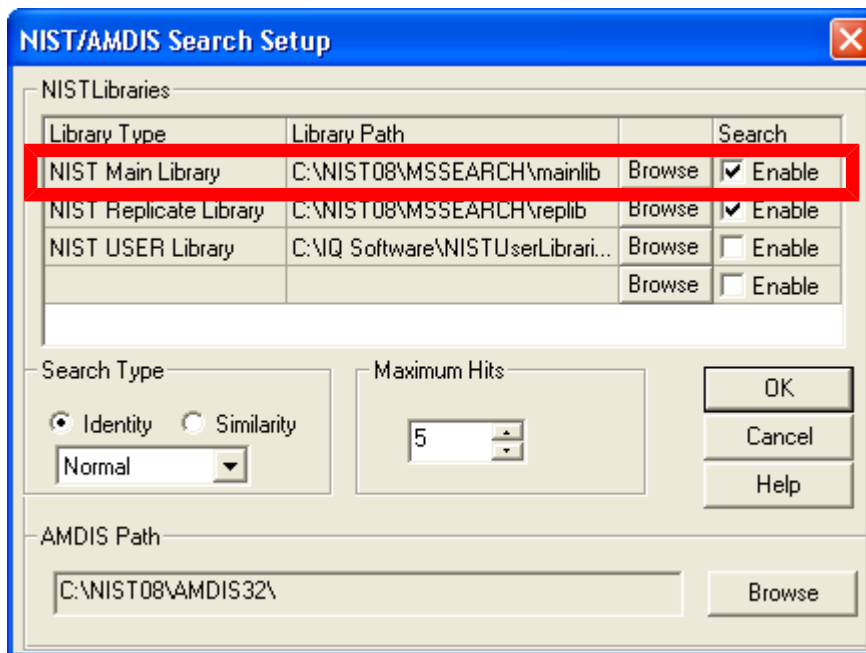 NIST/AMDIS Search Setup
NISTLibraries
Library Type Library Path Search
NIST Main Library C:\NIST08\MSSEARCH\mainlib Browse Enable
NIST Replicate Library C:\NIST08\MSSEARCH\replib Browse Enable
NIST USER Library C:\IQ Software\NISTUserLibrari... Browse Enable
Browse Enable
Search Type Maximum Hits
OK
Identity Similarity 5 Cancel
Normal
Help
AMDIS Path
C:\NIST08\AMDIS32\ Browse